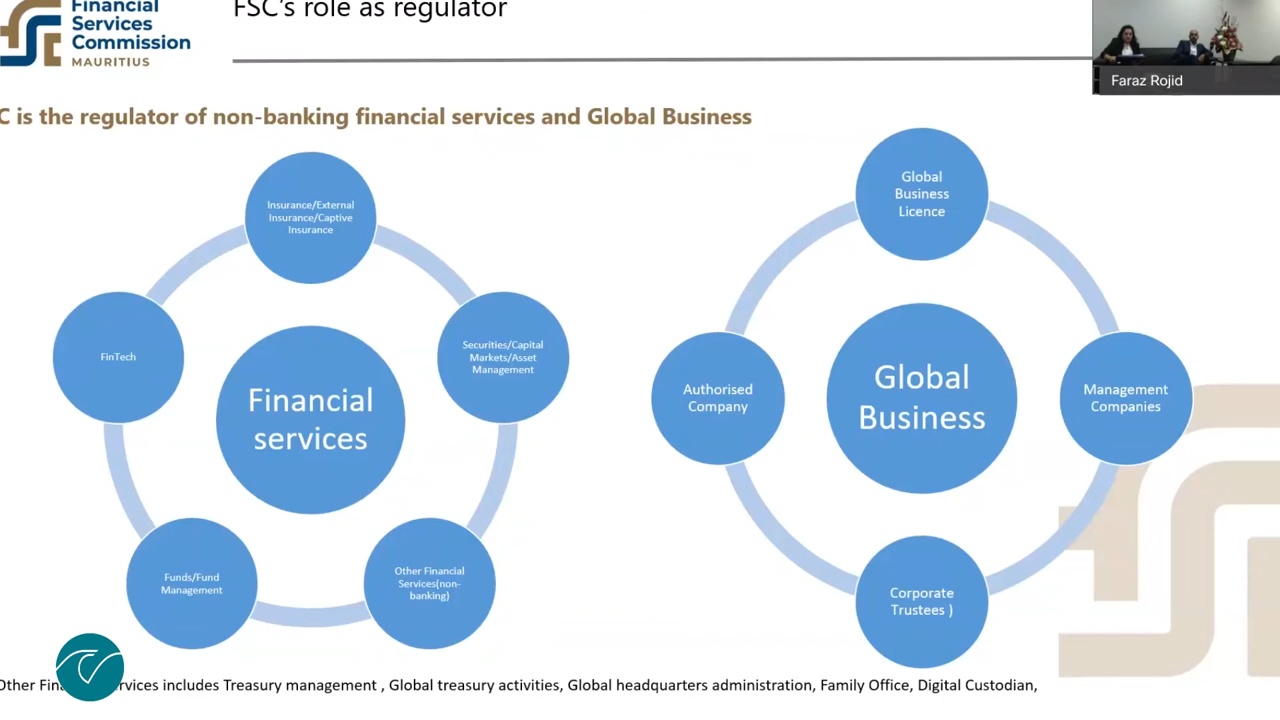 Financial
Services
Commission
MAURITIUS
FSC's role as regulator
Faraz Rojid
C is the regulator of non-banking financial services and Global Business
Insurance/External
Insurance/Captive
Insurance
FinTech
Securities/Capital
Markets/Asset
Management
Financial
services
Funds/Fund
Management
Other Financial
Services(non-
banking)
Global
Business
Licence
Authorised
Company
Global
Business
Management
Companies
Corporate
Trustees )
Other Fin rvices includes Treasury management , Global treasury activities, Global headquarters administration, Family Office, Digital Custodian,